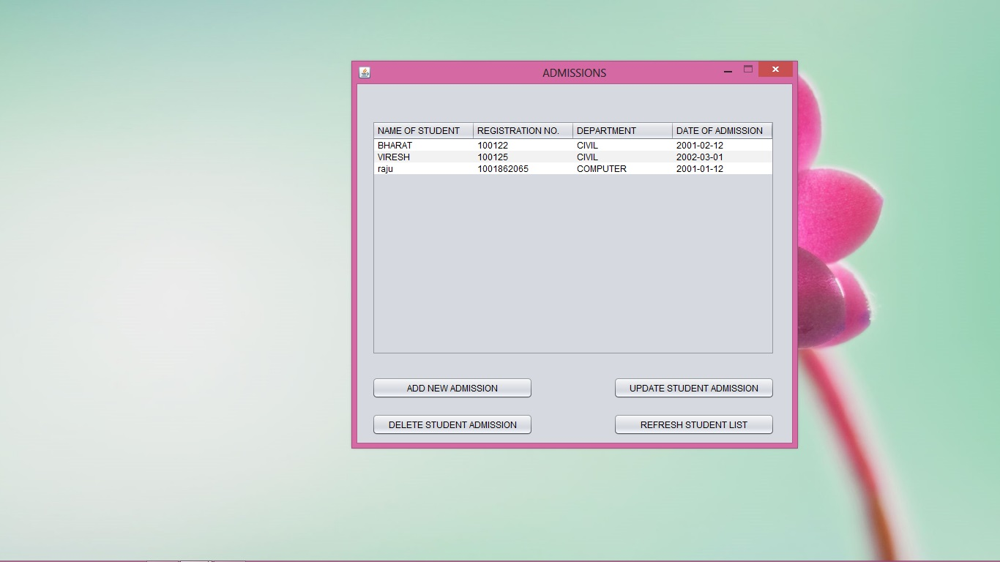 ADMISSIONS
NAME OF STUDENT REGISTRATION NO. DEPARTMENT DATE OF ADMISSION
BHARAT 100122 CIVIL 2001-02-12
VIRESH 100125 CIVIL 2002-03-01
raju 1001862065 COMPUTER 2001-01-12
ADD NEW ADMISSION UPDATE STUDENT ADMISSION
DELETE STUDENT ADMISSION REFRESH STUDENT LIST